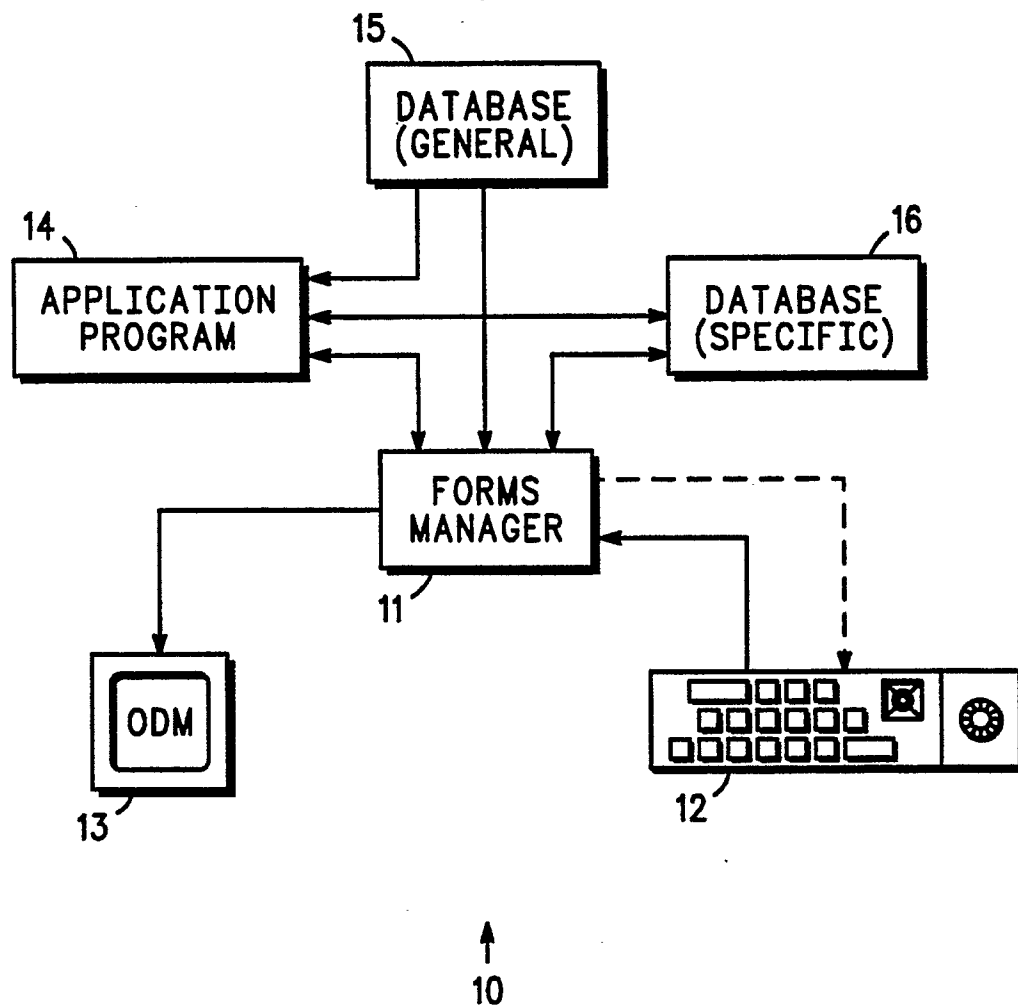 15
DATABASE
(GENERAL)
14
APPLICATION
PROGRAM
16
DATABASE
(SPECIFIC)
FORMS
MANAGER
11
ODM
13
12
10